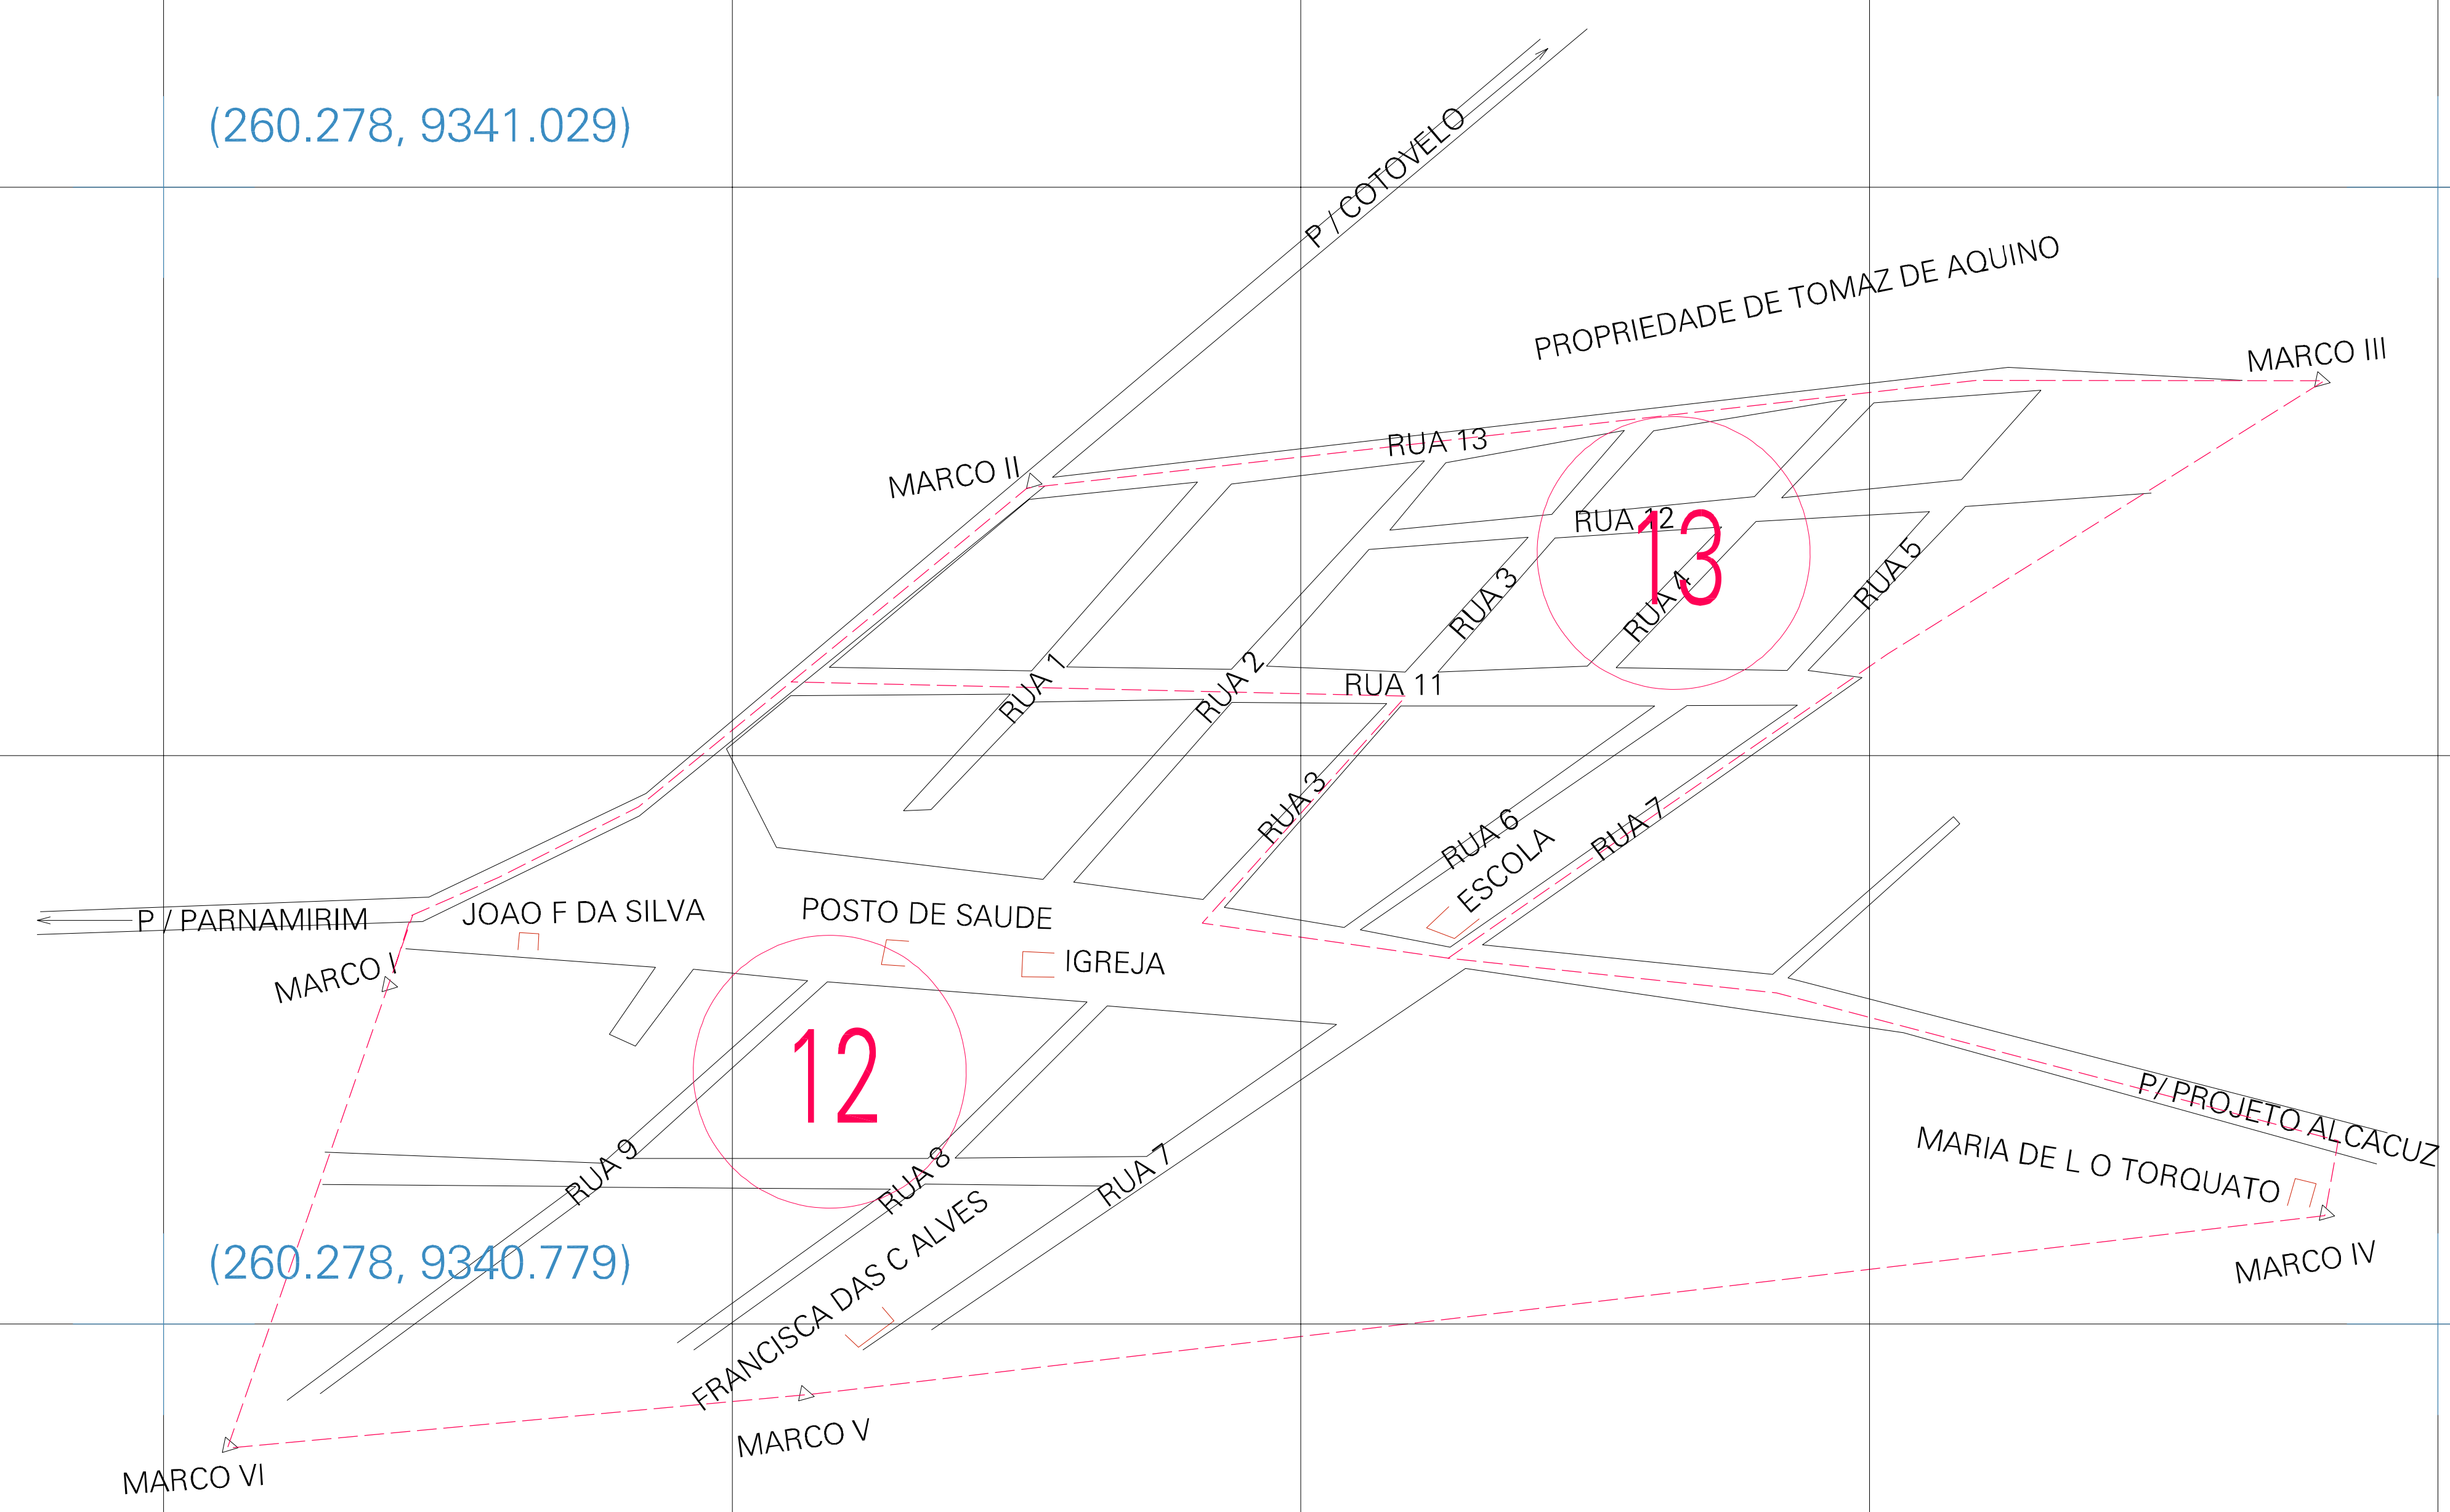 (260.278, 9341.029)
P / COTOVELO
PROPRIEDADE DE TOMAZ DE AQUINO
MARCO III
RUA 13
MARCO II
RUA 12
13
RUA 3
RUA 4
RUA 5
RUA 1
RUA 2
RUA 11
RUA 3
RUA 6
RUA 7
ESCOLA
P / PARNAMIRIM
JOAO F DA SILVA
POSTO DE SAUDE
IGREJA
MARCO I
12
P/ PROJETO ALCACUZ
MARIA DE L O TORQUATO
RUA 9
RUA 8
RUA 7
(260.278, 9340.779)
FRANCISCA DAS C ALVES
MARCO IV
MARCO V
MARCO VI